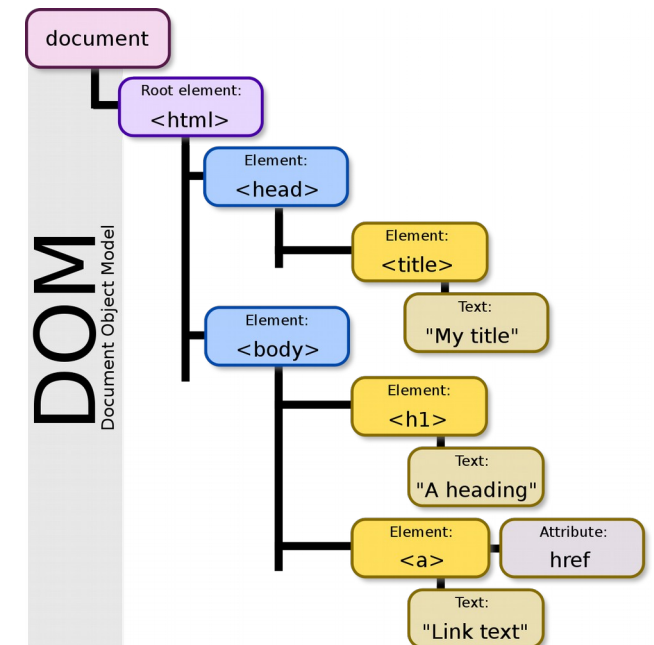 document
Root element:
<html>
Element:
<head>
Element:
<title>
Text:
"My title"
Element:
<body>
Element:
<h1>
Text:
"A heading"
Element:
<a>
Attribute:
href
Text:
"Link text"
DOM
Document Object Model